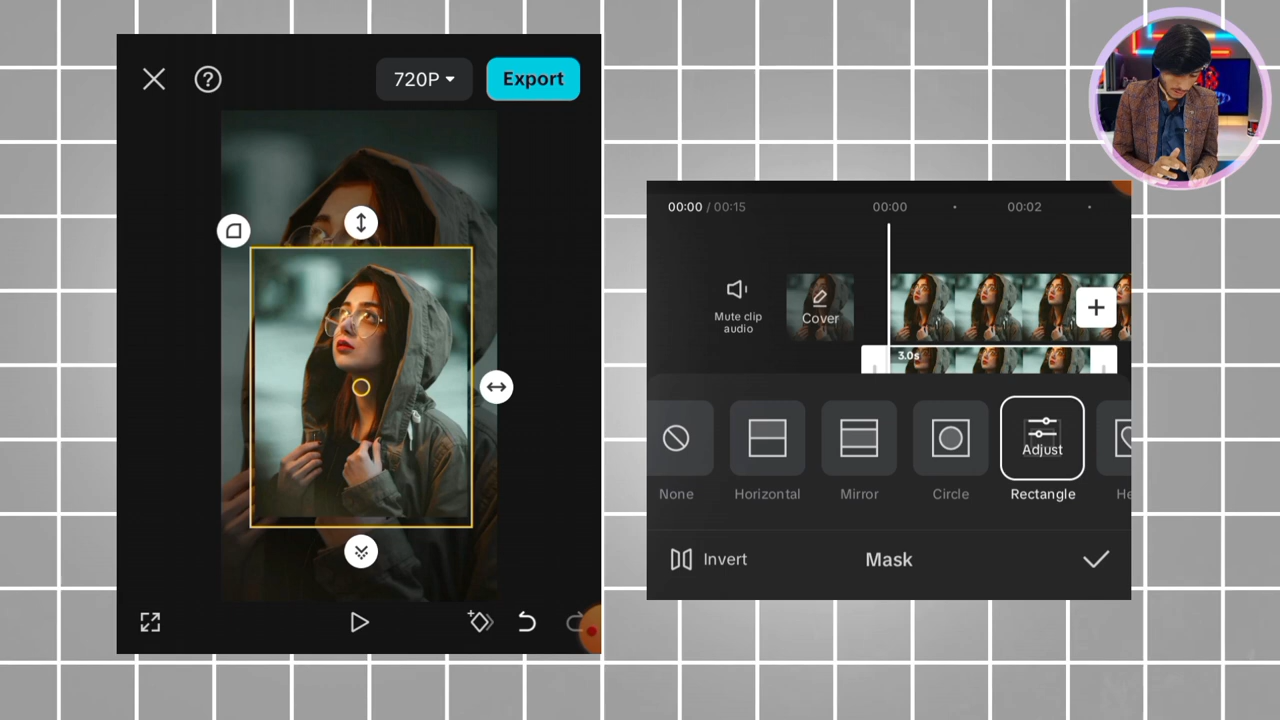 720P
Export
00:00 / 00:15
00:00
00:02
Mute clip
audio
Cover
3.0s
Adjust
None
Horizontal
Mirror
Circle
Rectangle
He
Invert
Mask